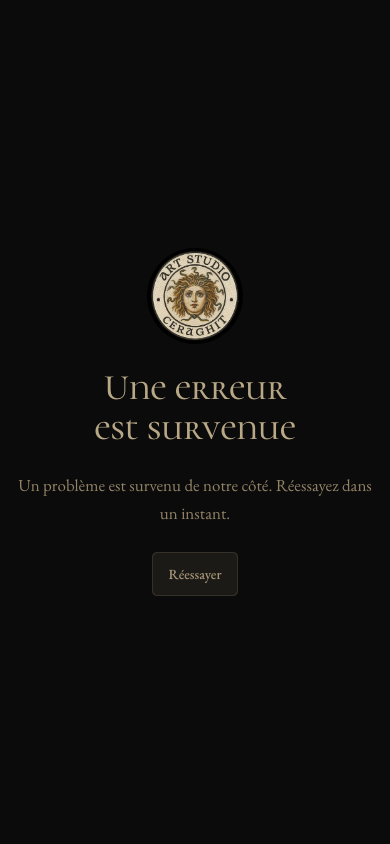 ART STUDIO
CERAGHIT
Une erreur
est survenue
Un problème est survenu de notre côté. Réessayez dans
un instant.
Réessayer